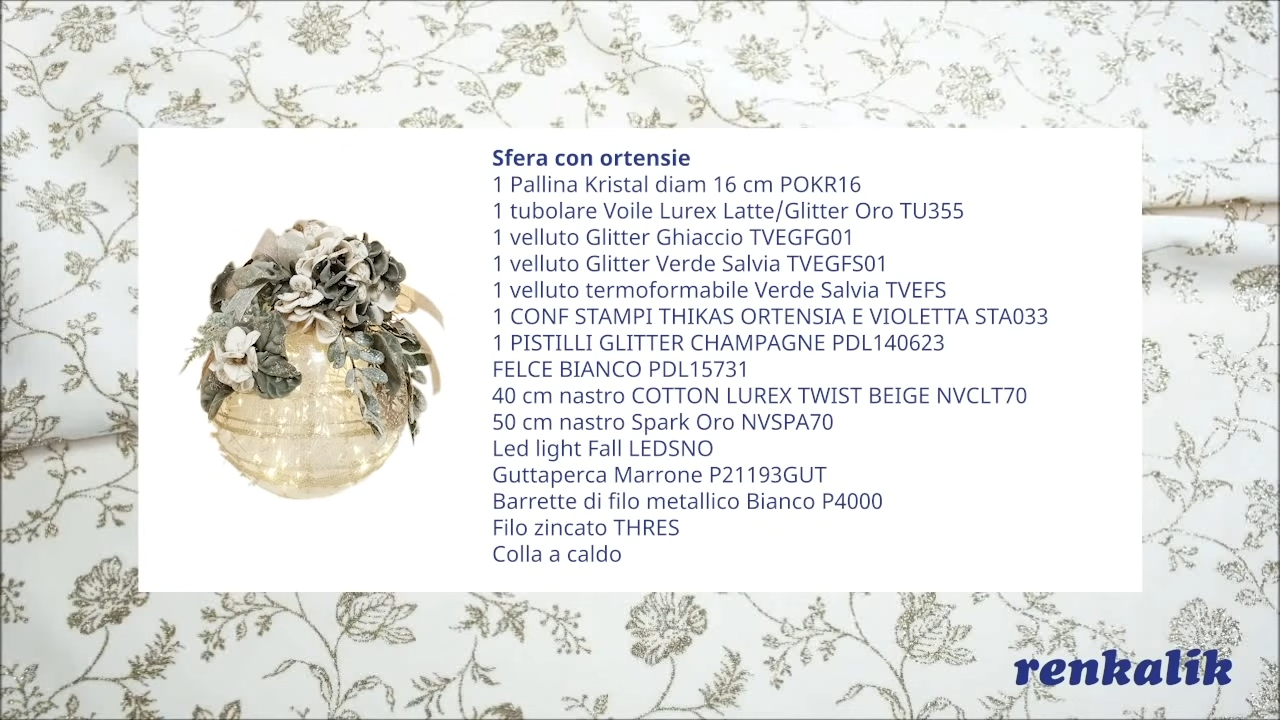 Sfera con ortensie
1 Pallina Kristal diam 16 cm POKR16
1 tubolare Voile Lurex Latte/Glitter Oro TU355
1 velluto Glitter Ghiaccio TVEGFG01
1 velluto Glitter Verde Salvia TVEGFS01
1 velluto termoformabile Verde Salvia TVEFS
1 CONF STAMPI THIKAS ORTENSIA E VIOLETTA STA033
1 PISTILLI GLITTER CHAMPAGNE PDL140623
FELCE BIANCO PDL15731
40 cm nastro COTTON LUREX TWIST BEIGE NVCLT70
50 cm nastro Spark Oro NVSPA70
Led light Fall LEDSNO
Guttaperca Marrone P21193GUT
Barrette di filo metallico Bianco P4000
Filo zincato THRES
Colla a caldo
renkalik